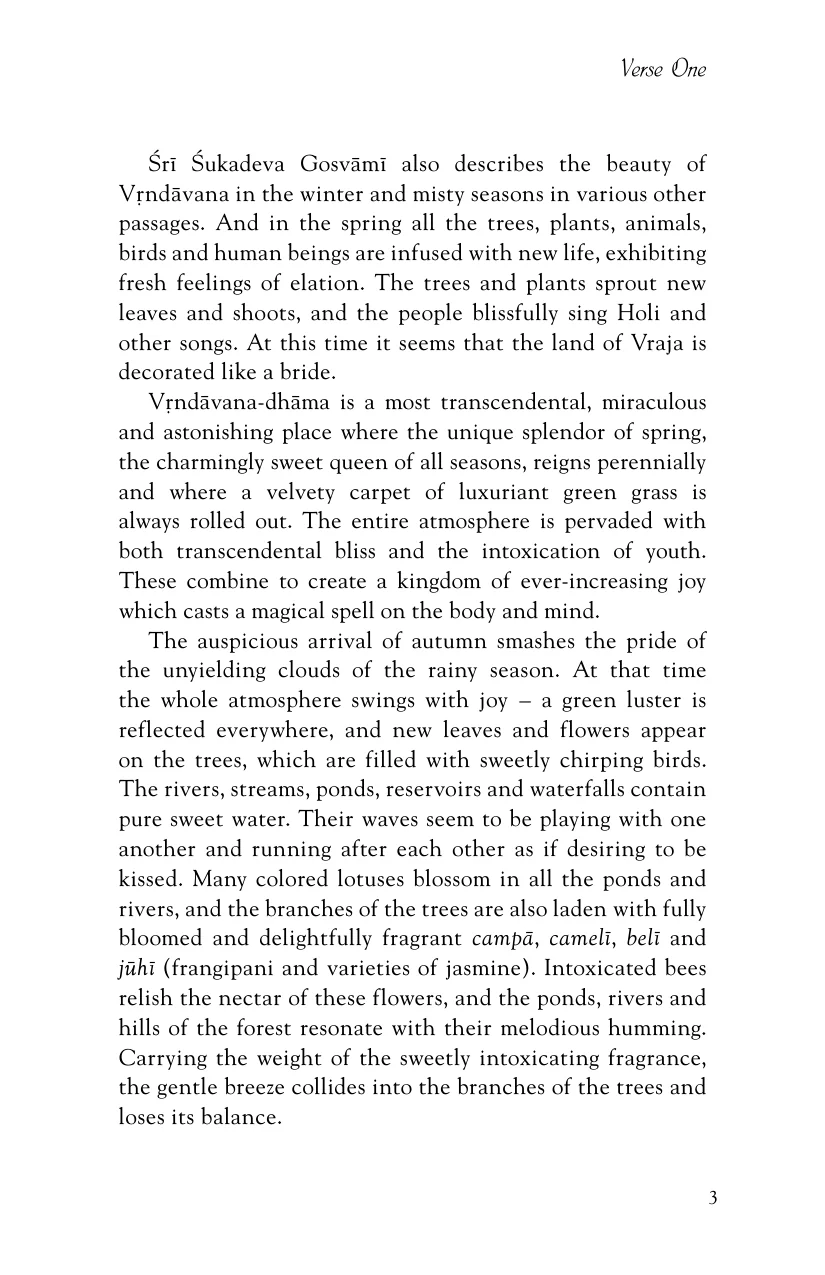 Verse One
Śrī Śukadeva Gosvāmī also describes the beauty of
Vṛndāvana in the winter and misty seasons in various other
passages. And in the spring all the trees, plants, animals,
birds and human beings are infused with new life, exhibiting
fresh feelings of elation. The trees and plants sprout new
leaves and shoots, and the people blissfully sing Holi and
other songs. At this time it seems that the land of Vraja is
decorated like a bride.
Vṛndāvana-dhāma is a most transcendental, miraculous
and astonishing place where the unique splendor of spring,
the charmingly sweet queen of all seasons, reigns perennially
and where a velvety carpet of luxuriant green grass is
always rolled out. The entire atmosphere is pervaded with
both transcendental bliss and the intoxication of youth.
These combine to create a kingdom of ever-increasing joy
which casts a magical spell on the body and mind.
The auspicious arrival of autumn smashes the pride of
the unyielding clouds of the rainy season. At that time
the whole atmosphere swings with joy – a green luster is
reflected everywhere, and new leaves and flowers appear
on the trees, which are filled with sweetly chirping birds.
The rivers, streams, ponds, reservoirs and waterfalls contain
pure sweet water. Their waves seem to be playing with one
another and running after each other as if desiring to be
kissed. Many colored lotuses blossom in all the ponds and
rivers, and the branches of the trees are also laden with fully
bloomed and delightfully fragrant campā, camelī, belī and
jūhī (frangipani and varieties of jasmine). Intoxicated bees
relish the nectar of these flowers, and the ponds, rivers and
hills of the forest resonate with their melodious humming.
Carrying the weight of the sweetly intoxicating fragrance,
the gentle breeze collides into the branches of the trees and
loses its balance.
3